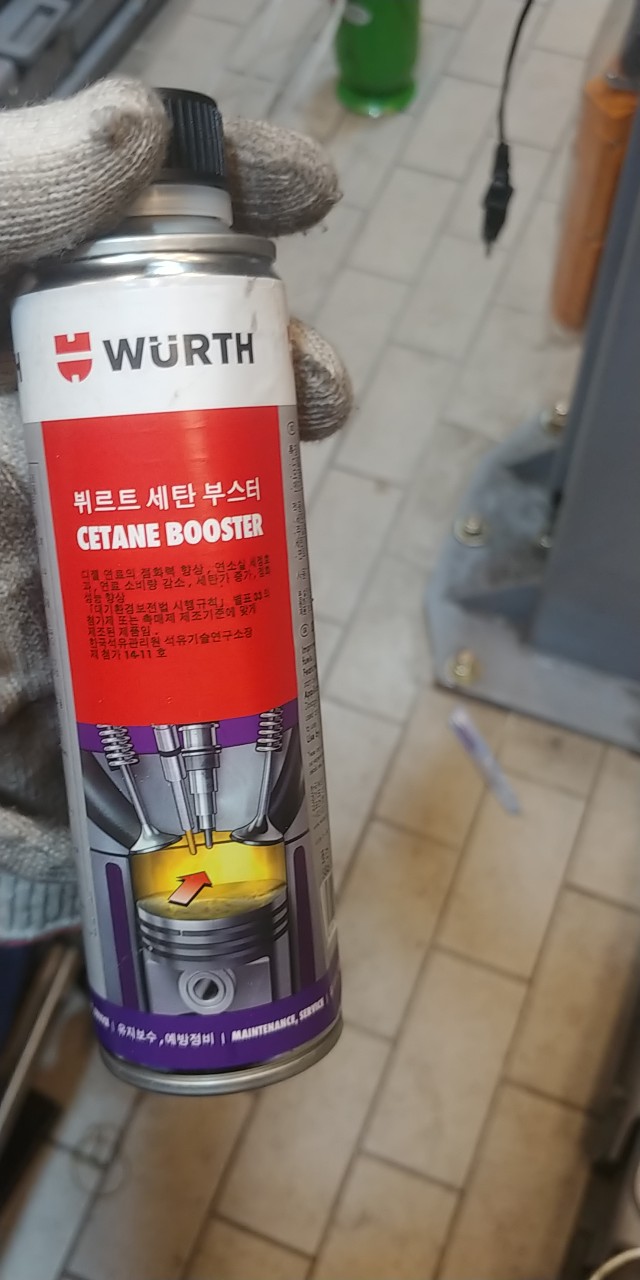 WÜRTH
뷔르트 세탄 부스터
CETANE BOOSTER
디젤 연료의 점화력 향상, 연소실 세정효
과, 연료 소비량 감소, 세탄가 증가, 윤활
성능 향상
「대기환경보전법 시행규칙」 별표 33의
첨가제 또는 촉매제 제조기준에 맞게
제조된 제품임.
한국석유관리원 석유기술연구소장
제 첨가 14-11 호
| 유지보수, 예방정비 | MAINTENANCE, SERVICE |